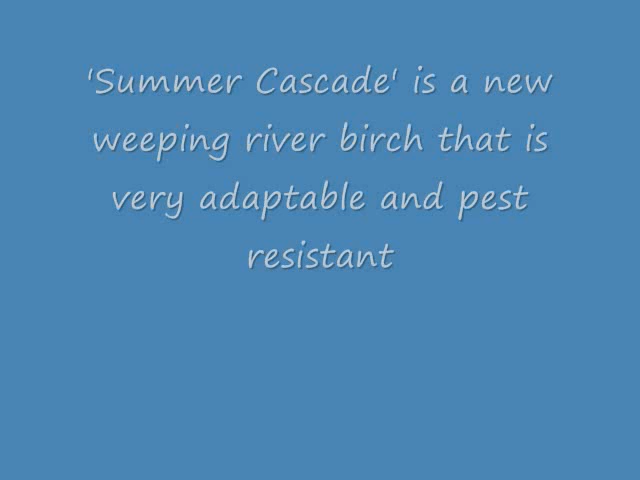 'Summer Cascade' is a new
weeping river birch that is
very adaptable and pest
resistant